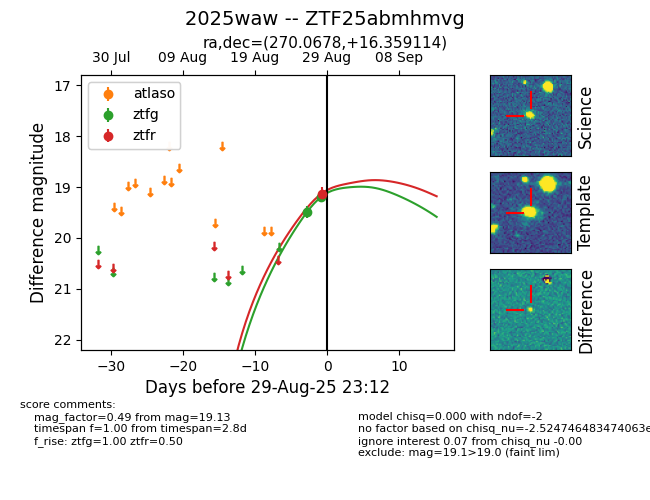 2025waw -- ZTF25abmhmvg
ra,dec=(270.0678,+16.359114)
30 Jul 09 Aug 19 Aug 29 Aug 08 Sep
atlaso
ztfg
ztfr
17
18
19
20
21
22
Difference magnitude
−30 −20 −10 0 10
Days before 29-Aug-25 23:12
Science
Template
Difference
score comments:
mag_factor=0.49 from mag=19.13
timespan f=1.00 from timespan=2.8d
f_rise: ztfg=1.00 ztfr=0.50
model chisq=0.000 with ndof=-2
no factor based on chisq_nu=-2.524746483474063e
ignore interest 0.07 from chisq_nu -0.00
exclude: mag=19.1>19.0 (faint lim)